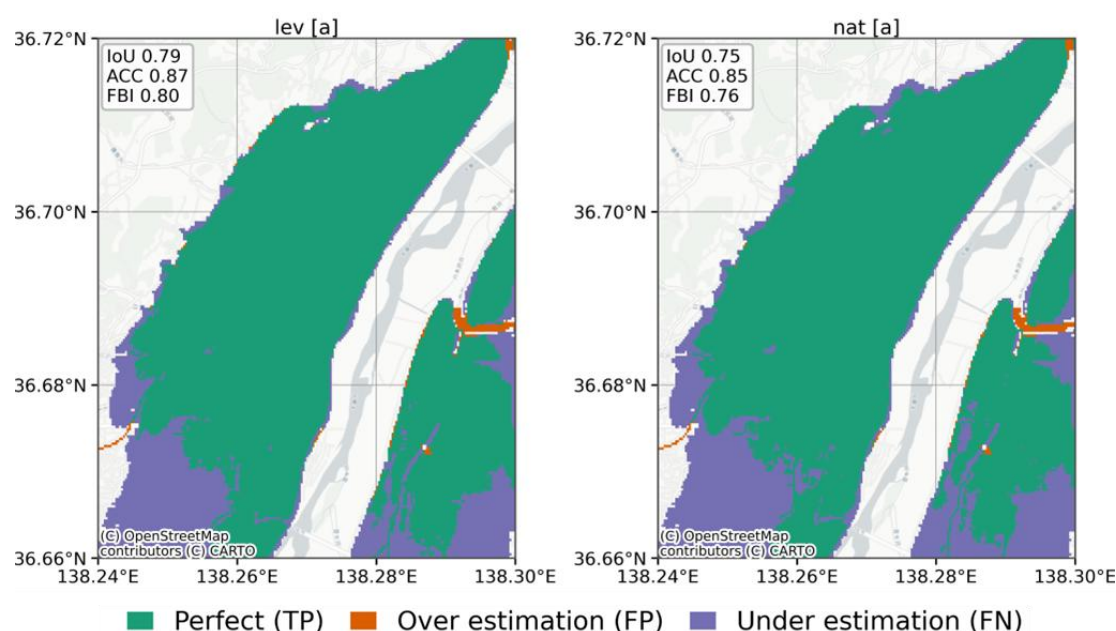 lev [a]
36.72°N
IoU 0.79
ACC 0.87
FBI 0.80
36.70°N
36.68°N
36.66°N
(C) OpenStreetMap
contributors (C) CARTO
138.24°E
138.26°E
138.28°E
138.30°E
nat [a]
36.72°N
IoU 0.75
ACC 0.85
FBI 0.76
36.70°N
36.68°N
36.66°N
(C) OpenStreetMap
contributors (C) CARTO
138.24°E
138.26°E
138.28°E
138.30°E
Perfect (TP) Over estimation (FP) Under estimation (FN)